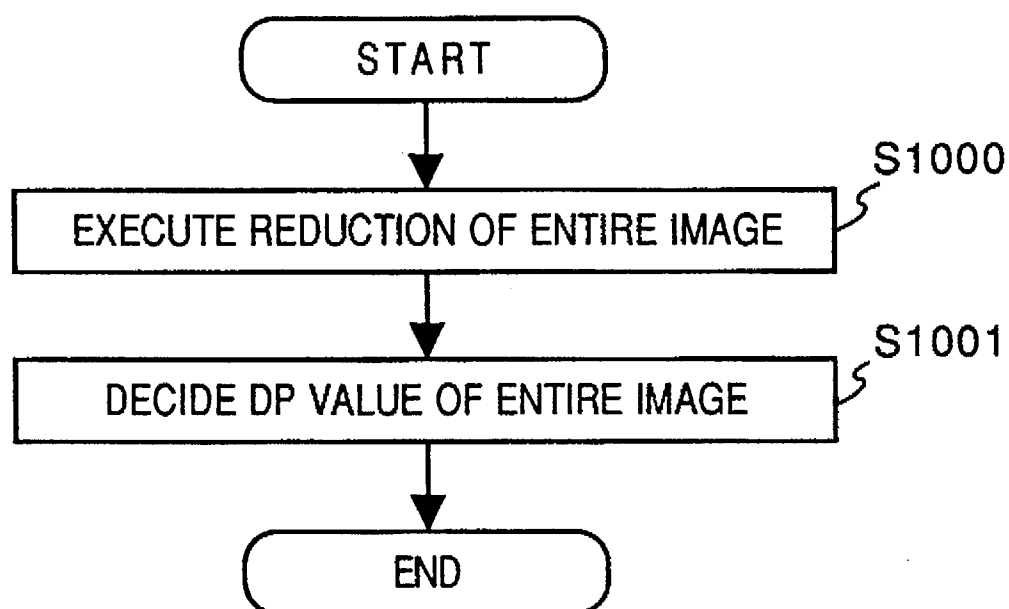 START
S1000
EXECUTE REDUCTION OF ENTIRE IMAGE
S1001
DECIDE DP VALUE OF ENTIRE IMAGE
END